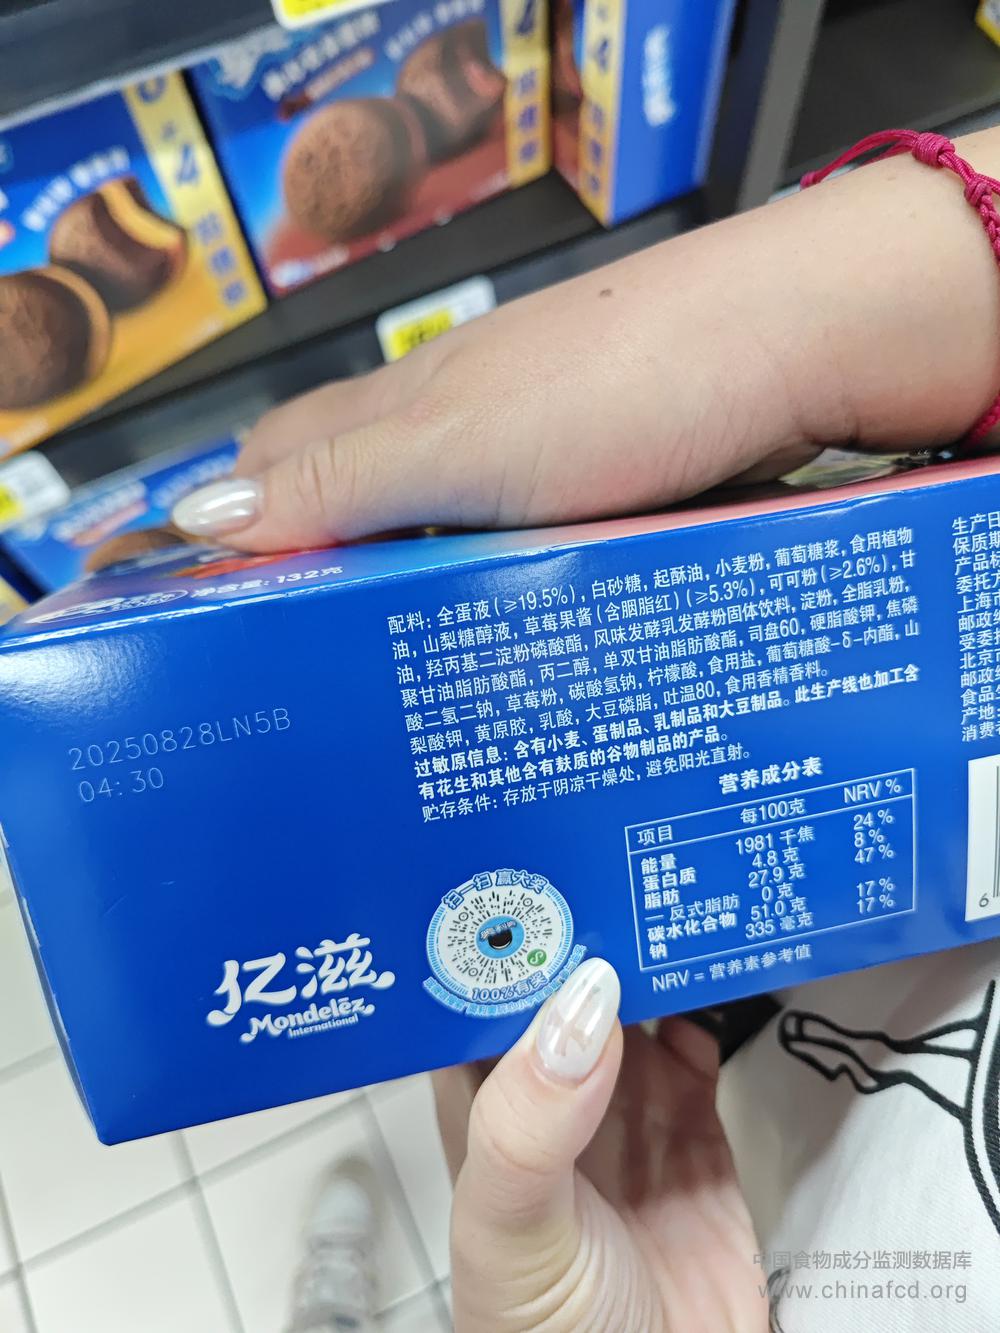 净含量: 132克
配料: 全蛋液(≥19.5%), 白砂糖, 起酥油, 小麦粉, 葡萄糖浆, 食用植物
油, 山梨糖醇液, 草莓果酱(含胭脂红)(≥5.3%), 可可粉(≥2.6%), 甘
油, 羟丙基二淀粉磷酸酯, 风味发酵乳发酵粉固体饮料, 淀粉, 全脂乳粉,
聚甘油脂肪酸酯, 丙二醇, 单双甘油脂肪酸酯, 司盘60, 硬脂酸钾, 焦磷
酸二氢二钠, 草莓粉, 碳酸氢钠, 柠檬酸, 食用盐, 葡萄糖酸-δ-内酯, 山
梨酸钾, 黄原胶, 乳酸, 大豆磷脂, 吐温80, 食用香精香料。
过敏原信息: 含有小麦、蛋制品、乳制品和大豆制品。此生产线也加工含
有花生和其他含有麸质的谷物制品的产品。
贮存条件: 存放于阴凉干燥处, 避免阳光直射。
20250828LN5B
04:30
营养成分表
项目 每100克 NRV %
能量 1981 千焦 24 %
蛋白质 4.8 克 8 %
脂肪 27.9 克 47 %
— 反式脂肪 0 克
碳水化合物 51.0 克 17 %
钠 335 毫克 17 %
NRV = 营养素参考值
扫一扫 赢大奖
100%有奖
亿滋
Mondelēz
International
生产日
保质期
产品标
委托方
上海市
邮政编
受委托
北京市
邮政编
食品生
产地:
消费者
6
中国食物成分监测数据库
www.chinafcd.org